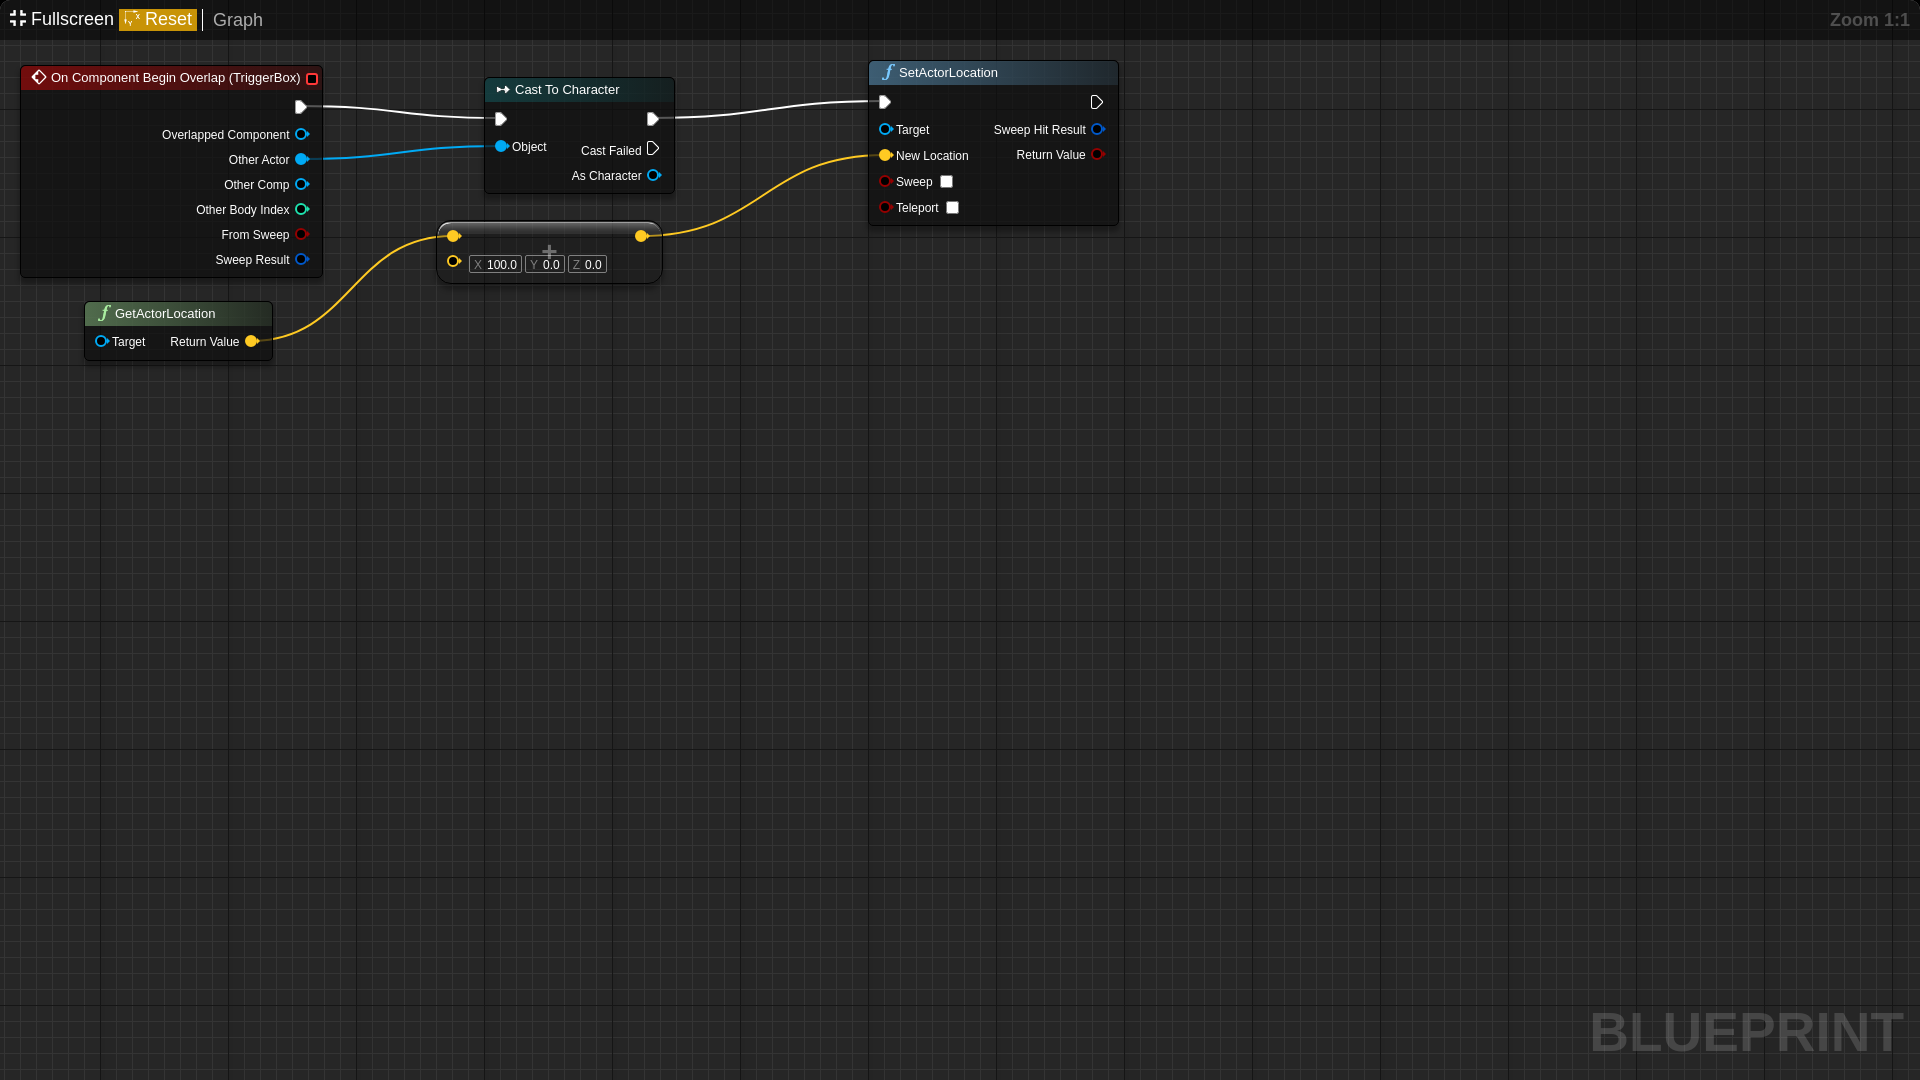 Fullscreen Reset Graph Zoom 1:1
On Component Begin Overlap (TriggerBox)
Overlapped Component
Other Actor
Other Comp
Other Body Index
From Sweep
Sweep Result
Cast To Character
Object
Cast Failed
As Character
SetActorLocation
Target Sweep Hit Result
New Location Return Value
Sweep
Teleport
+
X 100.0 Y 0.0 Z 0.0
GetActorLocation
Target Return Value
BLUEPRINT